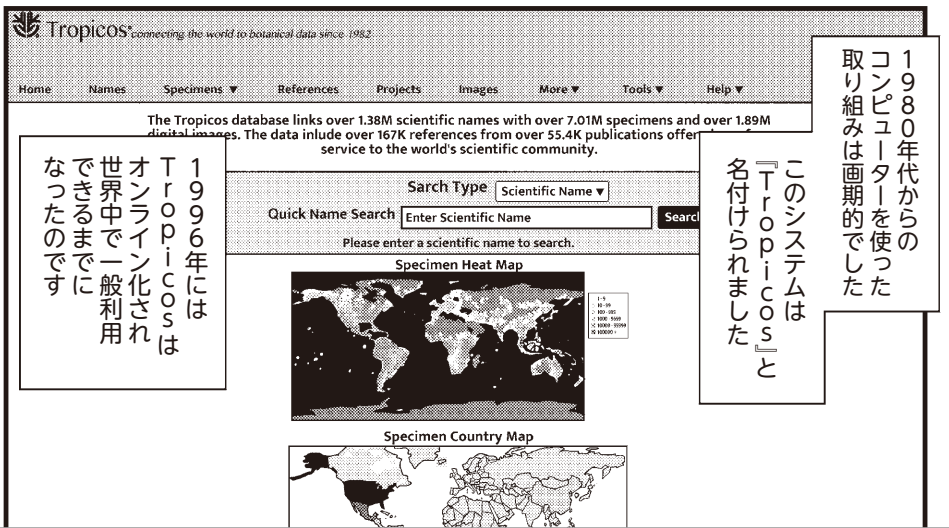 1980年代からの
コンピューターを使った
取り組みは画期的でした
このシステムは
『Tropicos』と
名付けられました
1996年には
Tropicosは
オンライン化され
世界中で一般利用
できるまでに
なったのです
Tropicos® connecting the world to botanical data since 1982
Home Names Specimens ▼ References Projects Images More ▼ Tools ▼ Help ▼
The Tropicos database links over 1.38M scientific names with over 7.01M specimens and over 1.89M
digital images. The data inlude over 167K references from over 55.4K publications
service to the world's scientific community.
Sarch Type Scientific Name ▼
Quick Name Search Enter Scientific Name Search
Please enter a scientific name to search.
Specimen Heat Map
1-9
10-99
Specimen Country Map